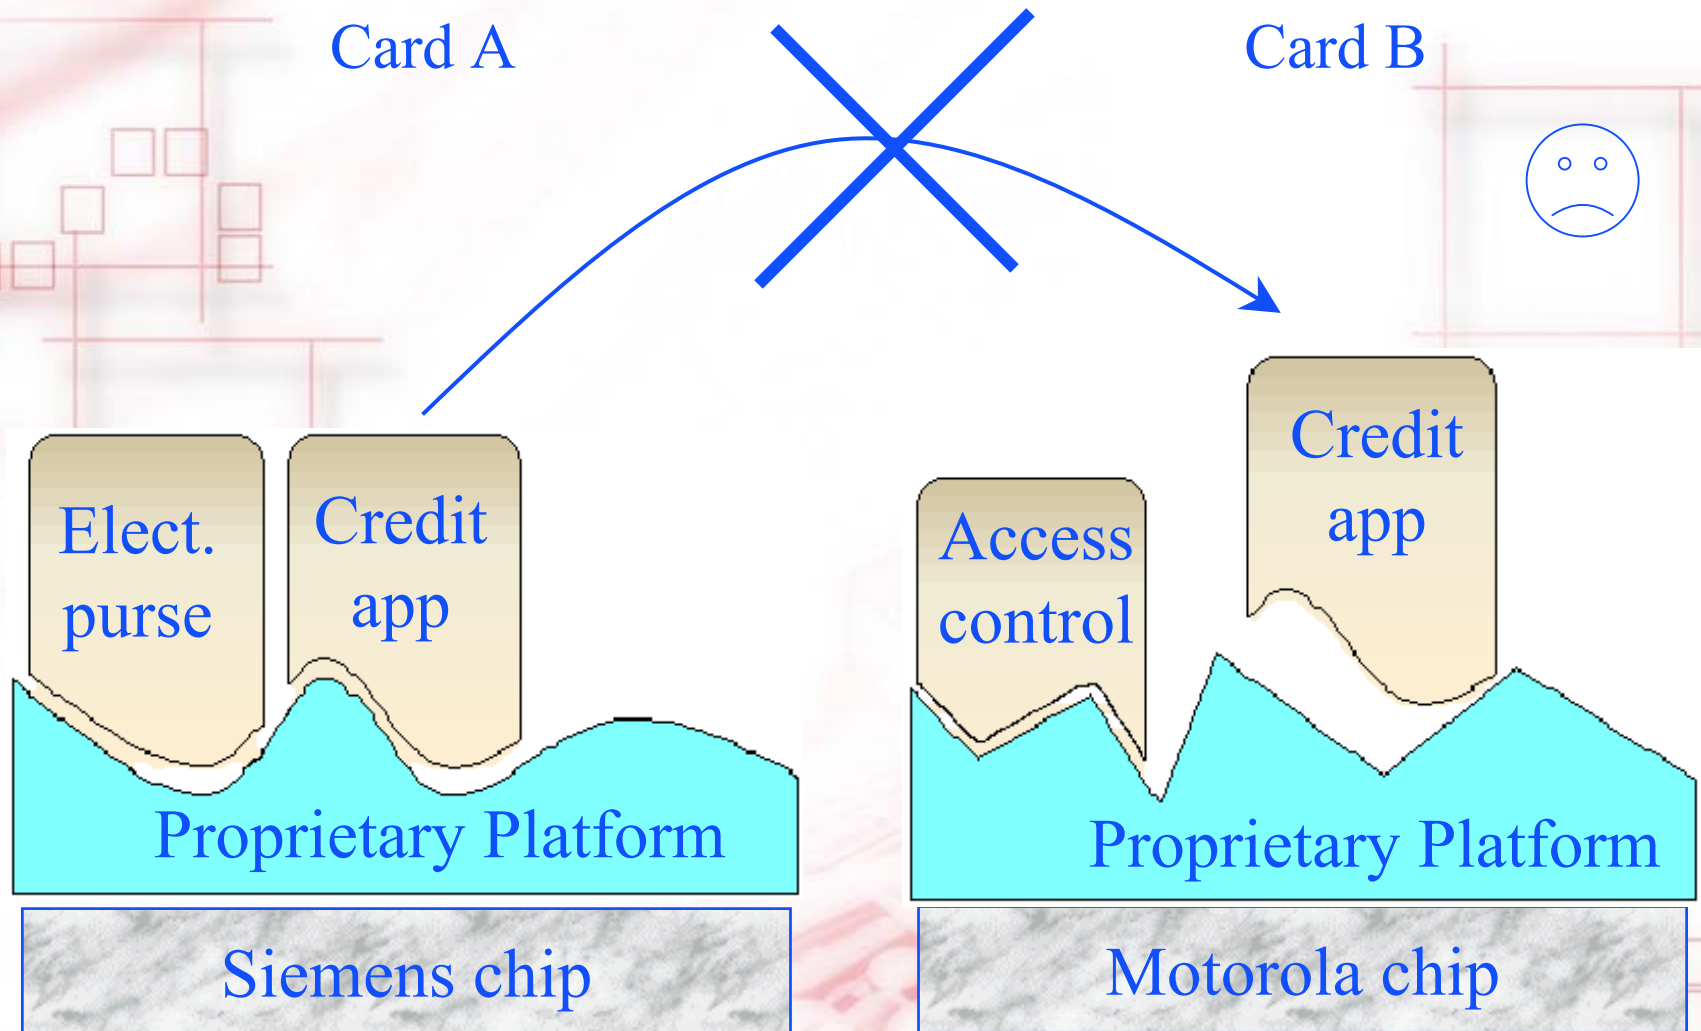 Card A
Card B
Elect.
purse
Credit
app
Access
control
Credit
app
Proprietary Platform
Proprietary Platform
Siemens chip
Motorola chip